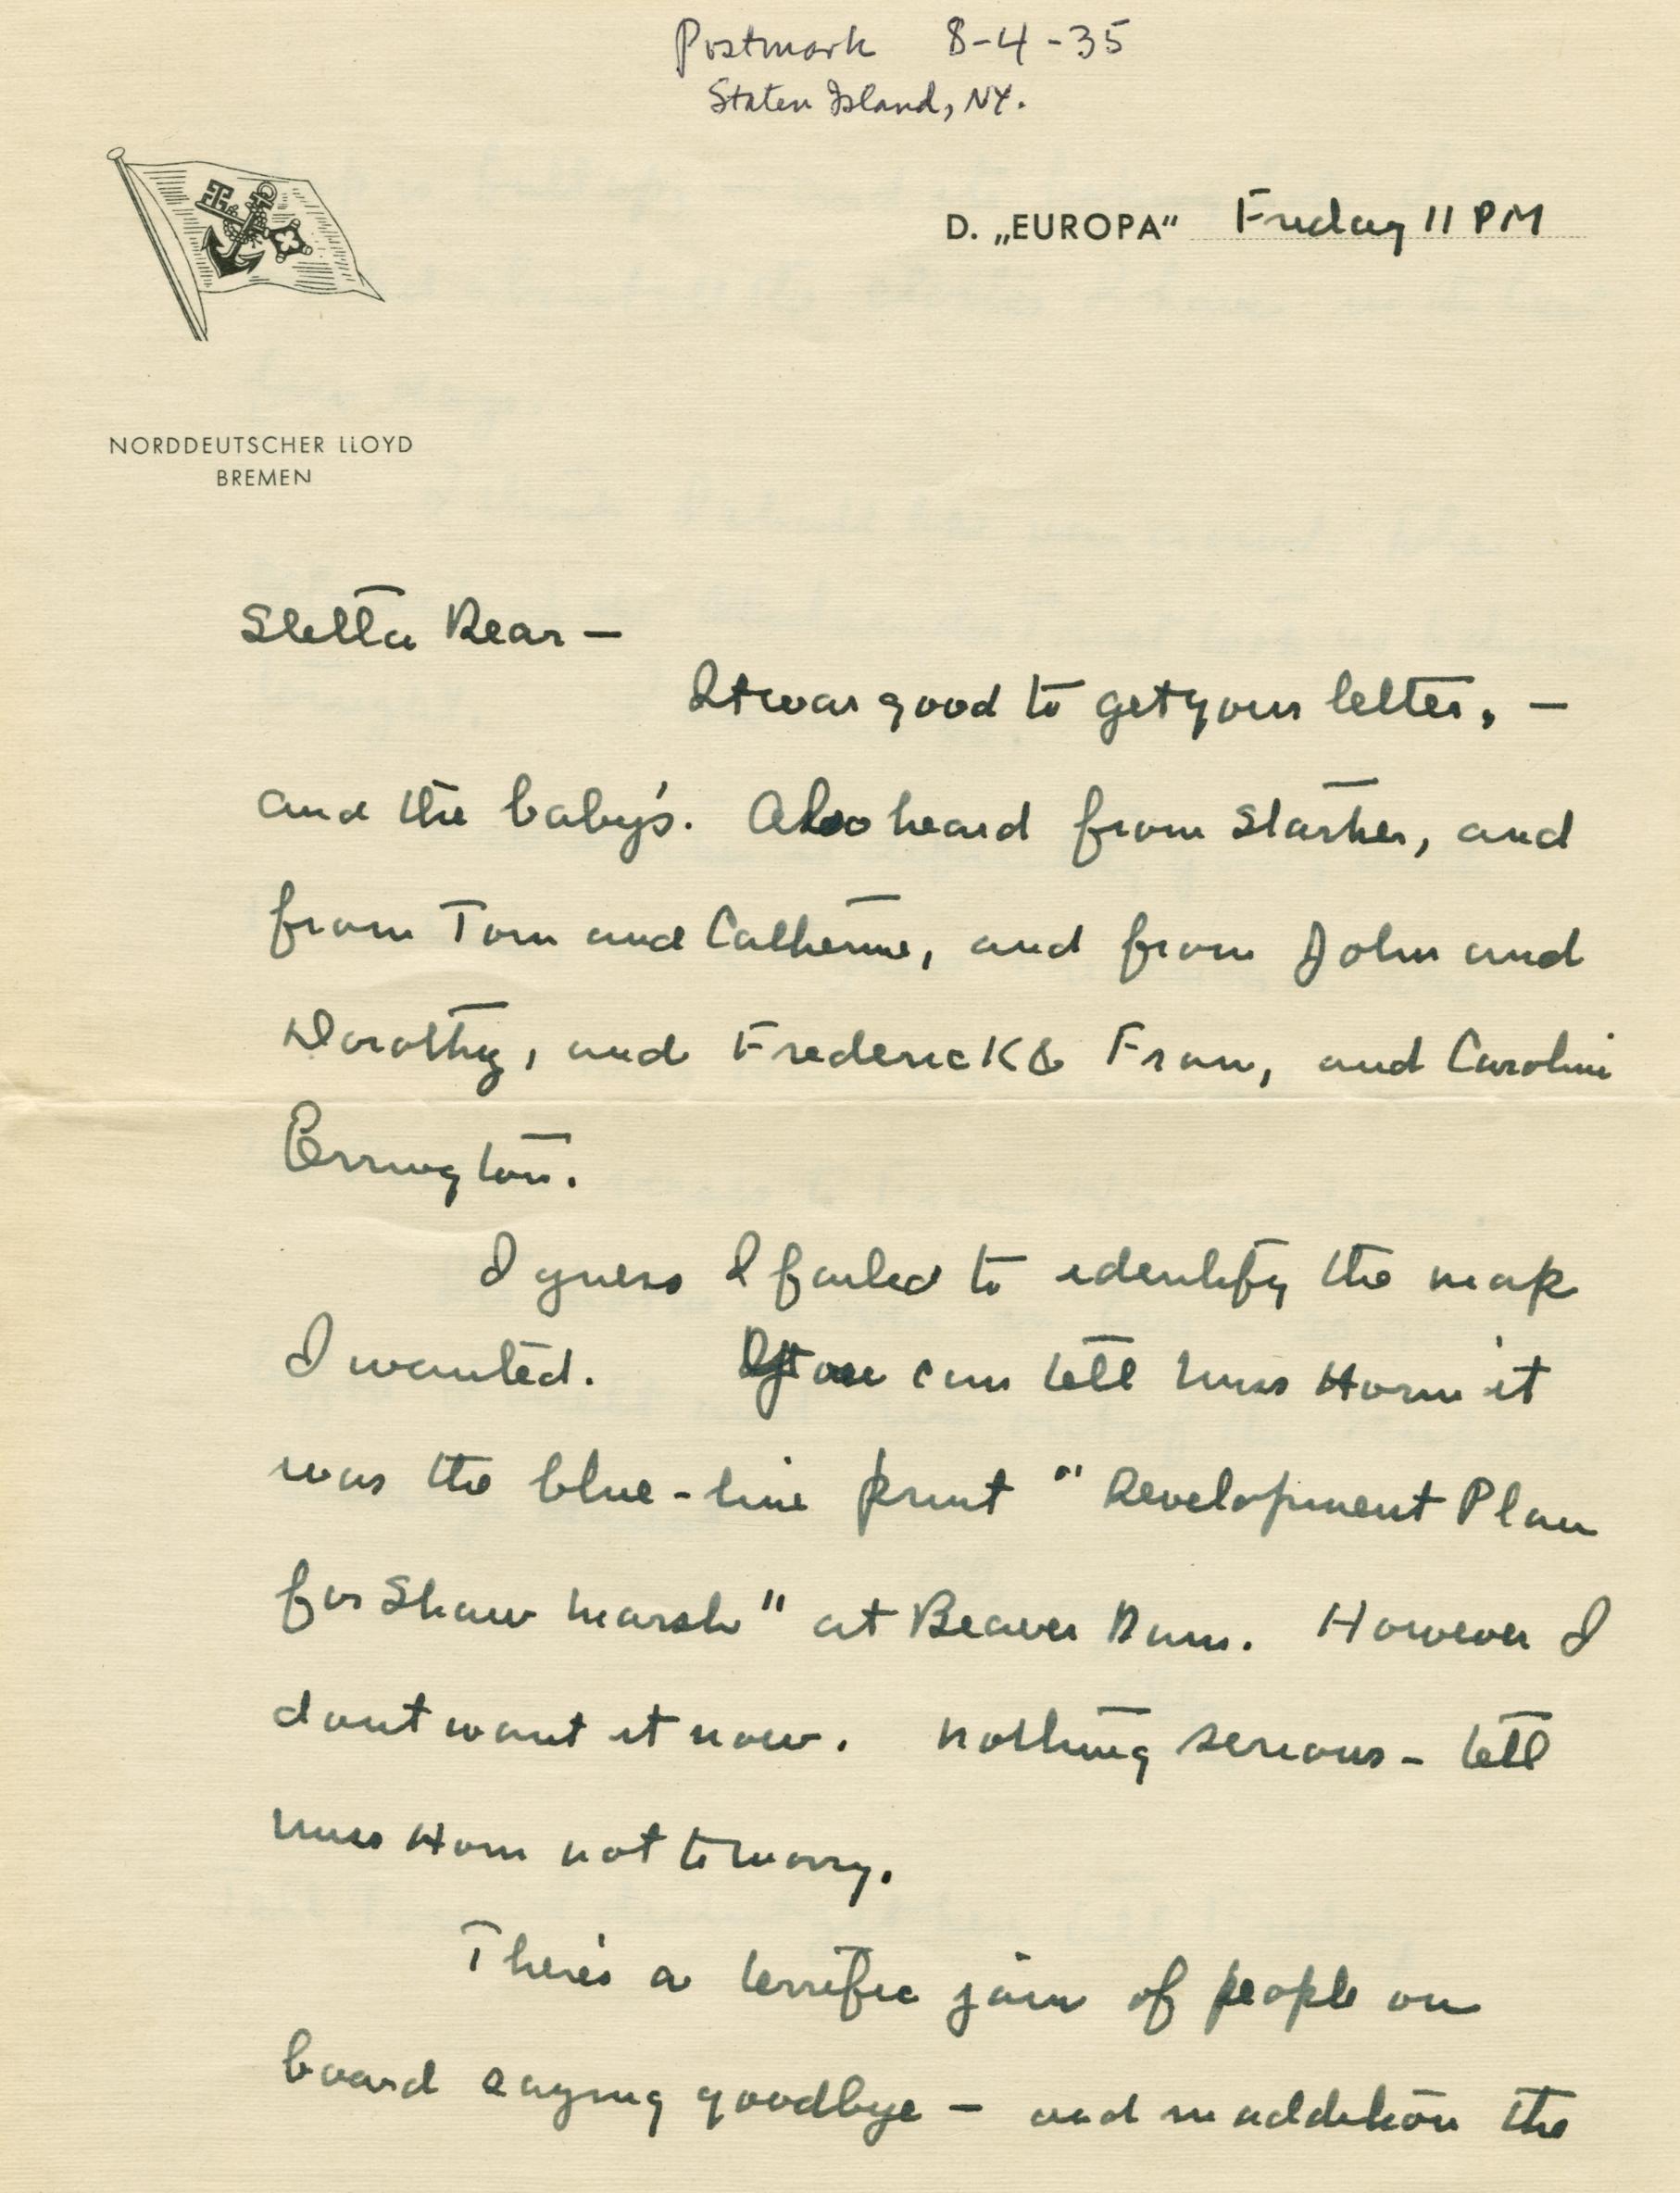 Postmark 8-4-35
Staten Island, NY.
D. „EUROPA" Friday 11 PM
NORDDEUTSCHER LLOYD
BREMEN
Stella Dear –
It was good to get your letter, –
and the baby's. Also heard from Starker, and
from Tom and Catherine, and from John and
Dorothy, and Frederick & Fran, and Caroline
Errington.
I guess I failed to identify the map
I wanted. You can tell Miss Horn it
was the blue-line print "Development Plan
for Shaw Marsh" at Beaver Dam. However I
dont want it now. Nothing serious – tell
Miss Horn not to worry.
There's a terrific jam of people on
board saying goodbye – and in addition the